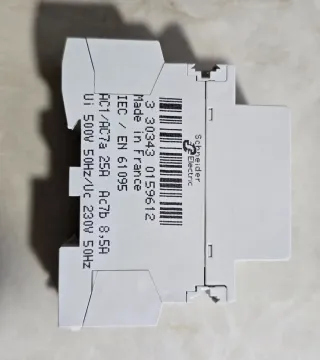 Schneider
Electric
3 30343 0159612
Made in France
IEC / EN 61095
AC1/AC7a 25A Ac7b 8,5A
Ui 500V 50Hz/Uc 230V 50Hz